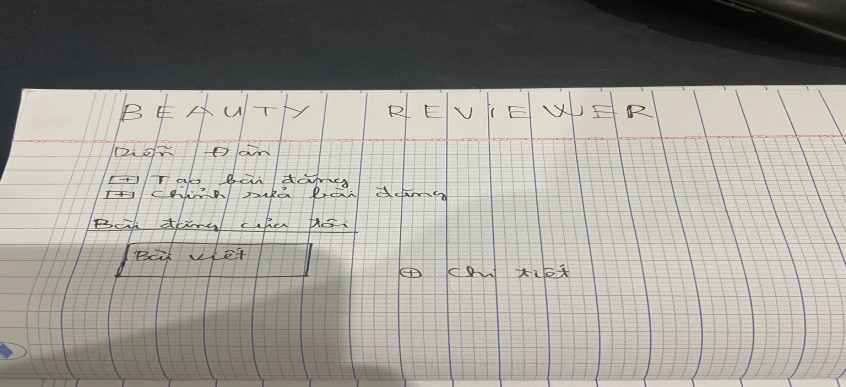 BEAUTY REVIEWER
Diễn Đàn
[+] Tạo bài đăng
[+] Chỉnh sửa bài đăng
Bài đăng của tôi
Bài viết
⊕ Chi tiết